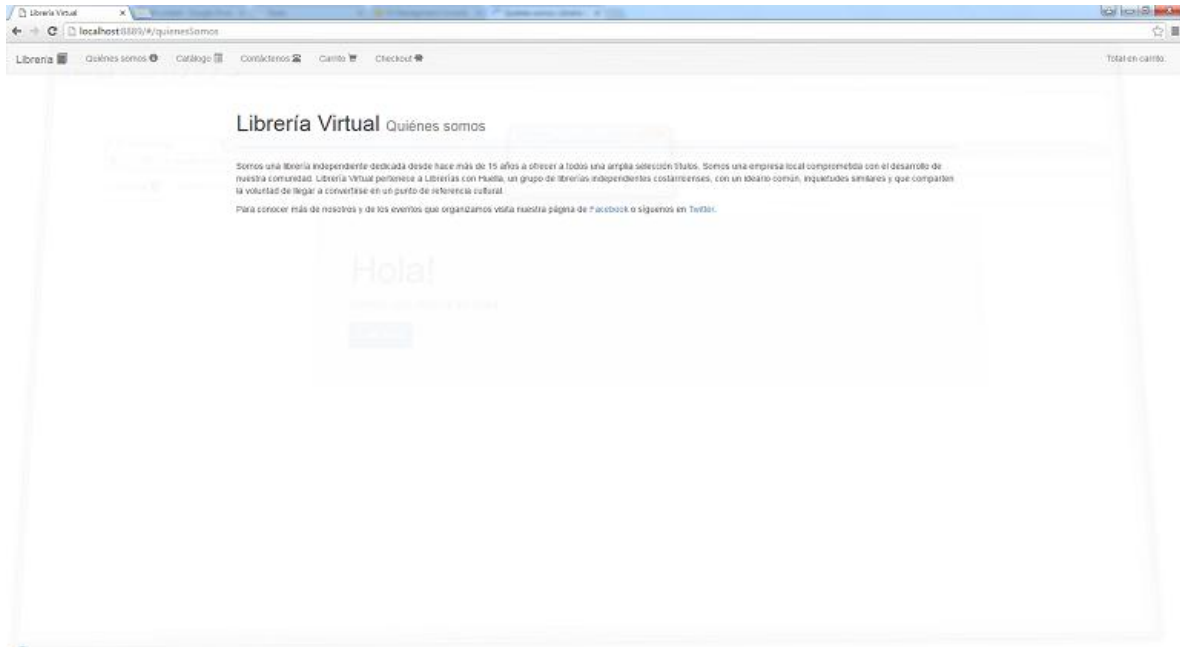 Librería Virtual
localhost:8889/#/quienesSomos
Librería Quiénes somos Catálogo Contáctenos Carrito Checkout Total en carrito:
Librería Virtual Quiénes somos
Somos una librería independiente dedicada desde hace más de 15 años a ofrecer a todos una amplia selección títulos. Somos una empresa local comprometida con el desarrollo de
nuestra comunidad. Librería Virtual pertenece a Librerías con Huella, un grupo de librerías independientes costarricenses, con un ideario común, inquietudes similares y que comparten
la voluntad de llegar a convertirse en un punto de referencia cultural.
Para conocer más de nosotros y de los eventos que organizamos visita nuestra página de Facebook o síguenos en Twitter.
Hola!